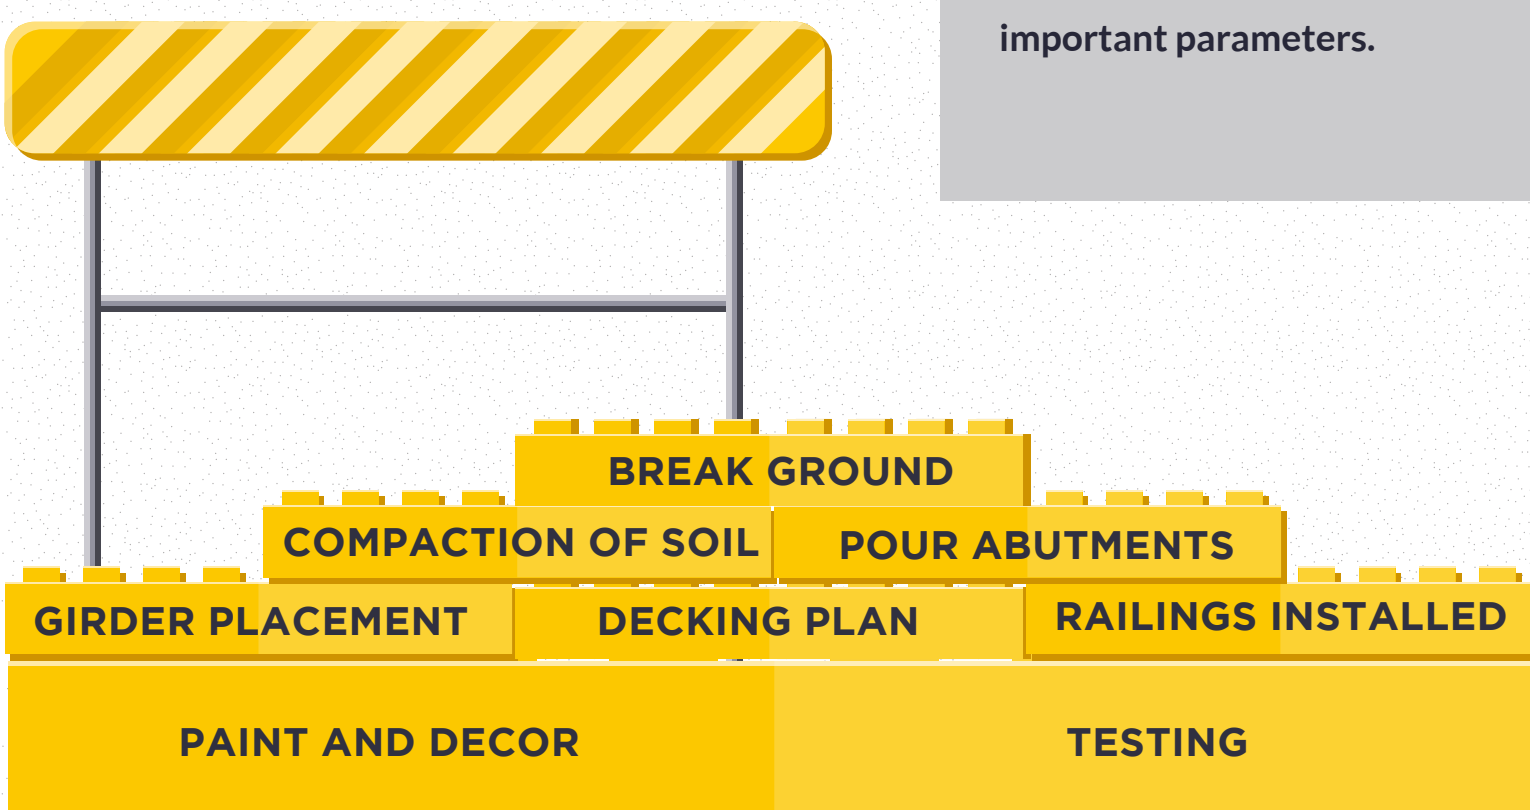 important parameters.
BREAK GROUND
COMPACTION OF SOIL
POUR ABUTMENTS
GIRDER PLACEMENT
DECKING PLAN
RAILINGS INSTALLED
PAINT AND DECOR
TESTING